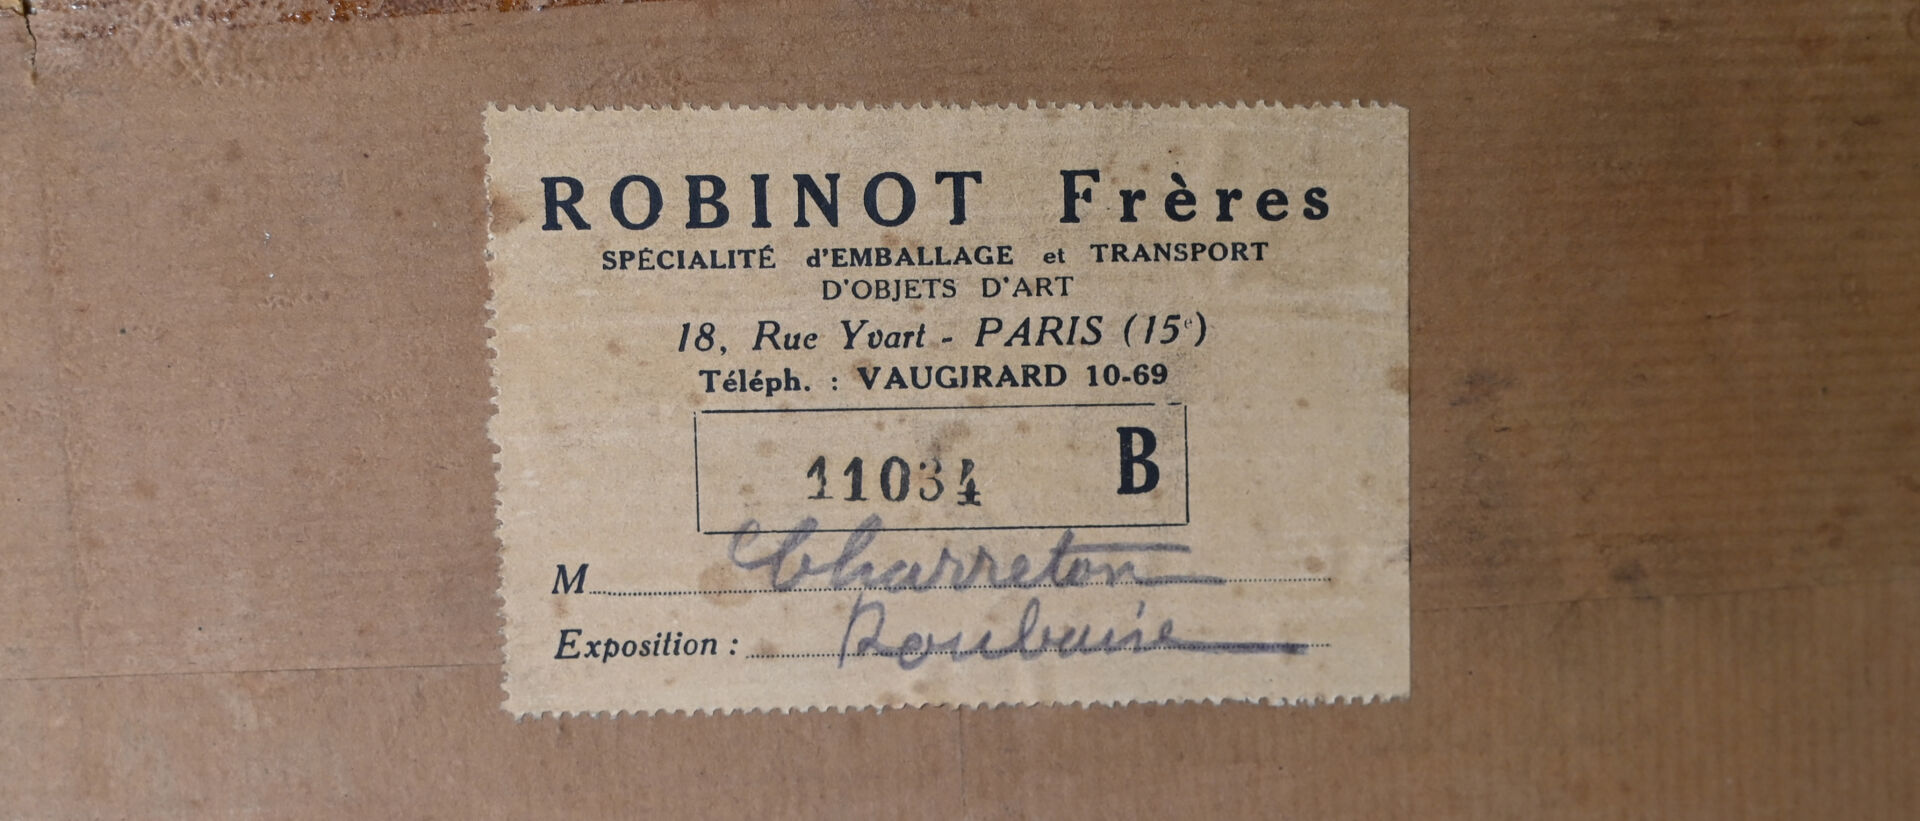 ROBINOT Frères
SPÉCIALITÉ d'EMBALLAGE et TRANSPORT
D'OBJETS D'ART
18, Rue Yvart - PARIS (15e)
Téléph. : VAUGIRARD 10-69
11034 B
M Charreton
Exposition : Roubaix